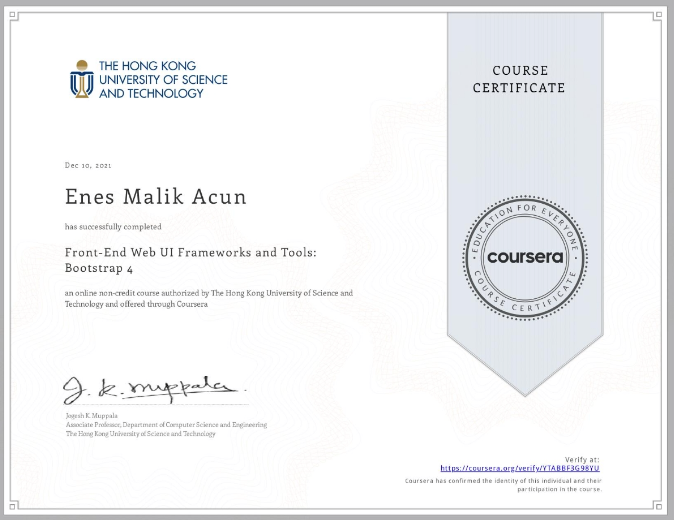 THE HONG KONG
UNIVERSITY OF SCIENCE
AND TECHNOLOGY
COURSE
CERTIFICATE
Dec 10, 2021
Enes Malik Acun
has successfully completed
Front-End Web UI Frameworks and Tools:
Bootstrap 4
an online non-credit course authorized by The Hong Kong University of Science and
Technology and offered through Coursera
EDUCATION FOR EVERYONE
coursera
COURSE CERTIFICATE
J. K. Muppala
Jogesh K. Muppala
Associate Professor, Department of Computer Science and Engineering
The Hong Kong University of Science and Technology
Verify at:
https://coursera.org/verify/YTABBF3G98YU
Coursera has confirmed the identity of this individual and their
participation in the course.